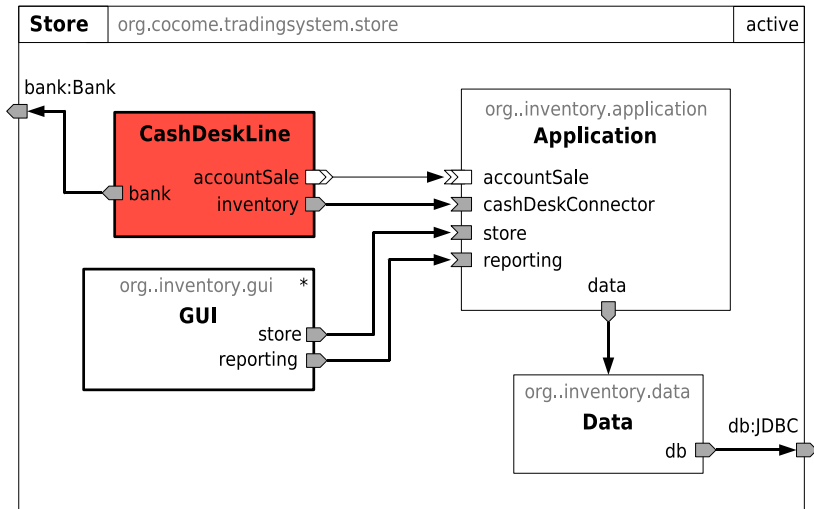 Store
org.cocome.tradingsystem.store
active
bank:Bank
CashDeskLine
accountSale
bank
inventory
org..inventory.application
Application
accountSale
cashDeskConnector
store
reporting
data
org..inventory.gui *
GUI
store
reporting
org..inventory.data
Data
db
db:JDBC